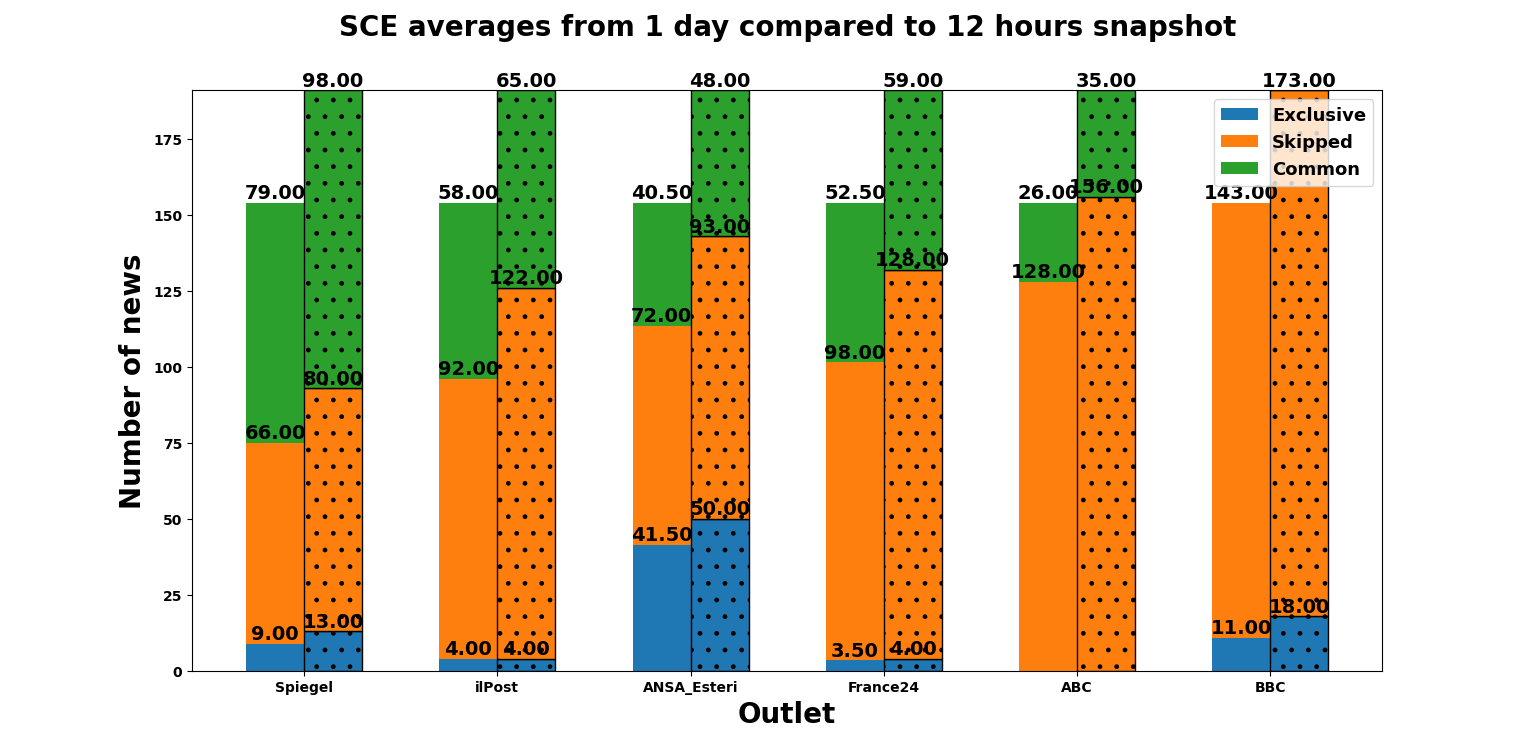 SCE averages from 1 day compared to 12 hours snapshot
98.00 65.00 48.00 59.00 35.00 173.00
Exclusive
Skipped
Common
175
79.00 58.00 40.50 52.50 26.00 156.00 143.00
150
93.00
128.00
122.00 128.00
125
72.00
98.00
100
80.00 92.00
75
66.00
50.00
50
41.50
25
18.00
9.00 13.00 4.00 4.00 3.50 4.00 11.00
0
Spiegel ilPost ANSA_Esteri France24 ABC BBC
Number of news
Outlet